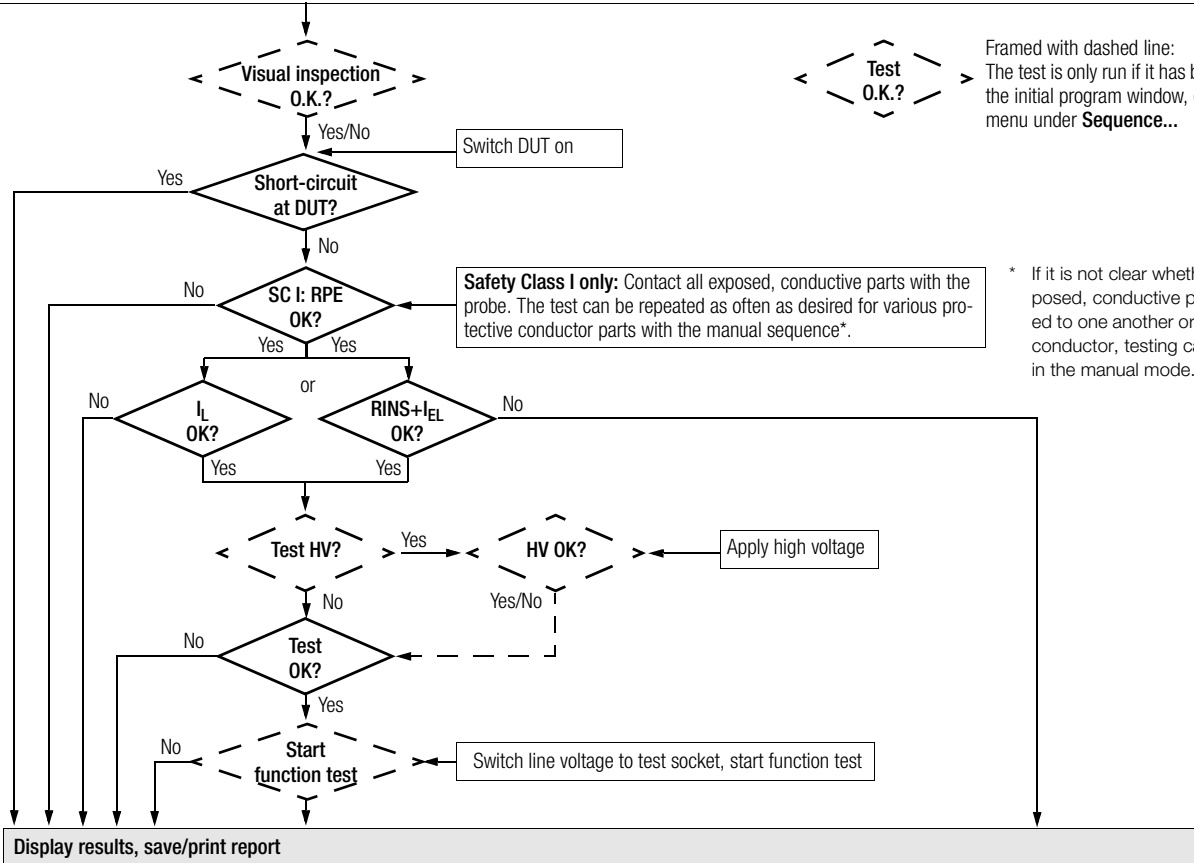 Visual inspection
O.K.?
Test
O.K.?
Framed with dashed line:
The test is only run if it has
the initial program window,
menu under Sequence...
Yes/No
Switch DUT on
Yes
Short-circuit
at DUT?
No
No
SC I: RPE
OK?
Safety Class I only: Contact all exposed, conductive parts with the
probe. The test can be repeated as often as desired for various pro-
tective conductor parts with the manual sequence*.
* If it is not clear
posed, conductive
ed to one another or
conductor, testing
in the manual mode.
Yes Yes
or
No
IL
OK?
RINS+IEL
OK?
No
Yes
Yes
Test HV?
Yes
HV OK?
Apply high voltage
No
Yes/No
No
Test
OK?
Yes
No
Start
function test
Switch line voltage to test socket, start function test
Display results, save/print report